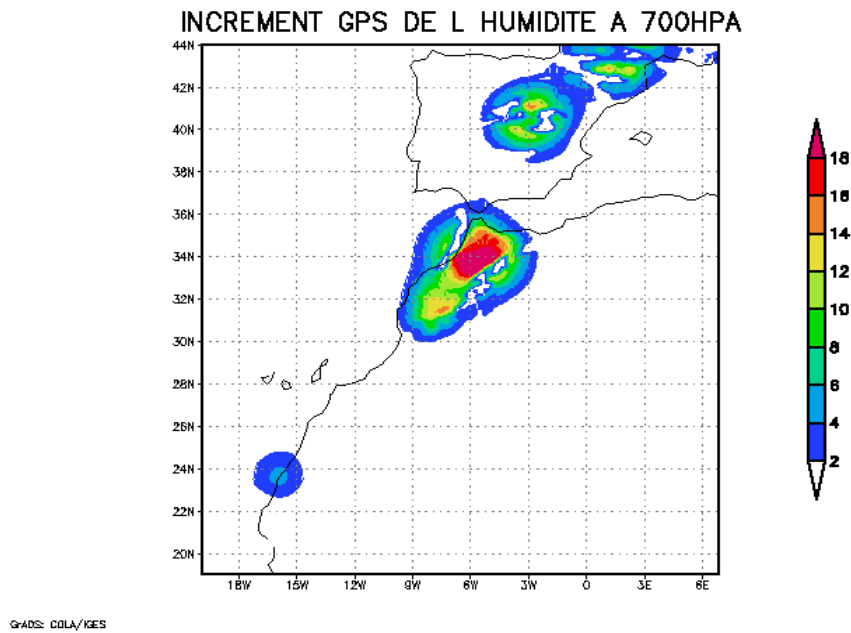 INCREMENT GPS DE L HUMIDITE A 700HPA
44N
42N
40N
38N
36N
34N
32N
30N
28N
26N
24N
22N
20N
18W 15W 12W 9W 6W 3W 0 3E 6E
18
16
14
12
10
8
6
4
2
GrADS: COLA/IGES